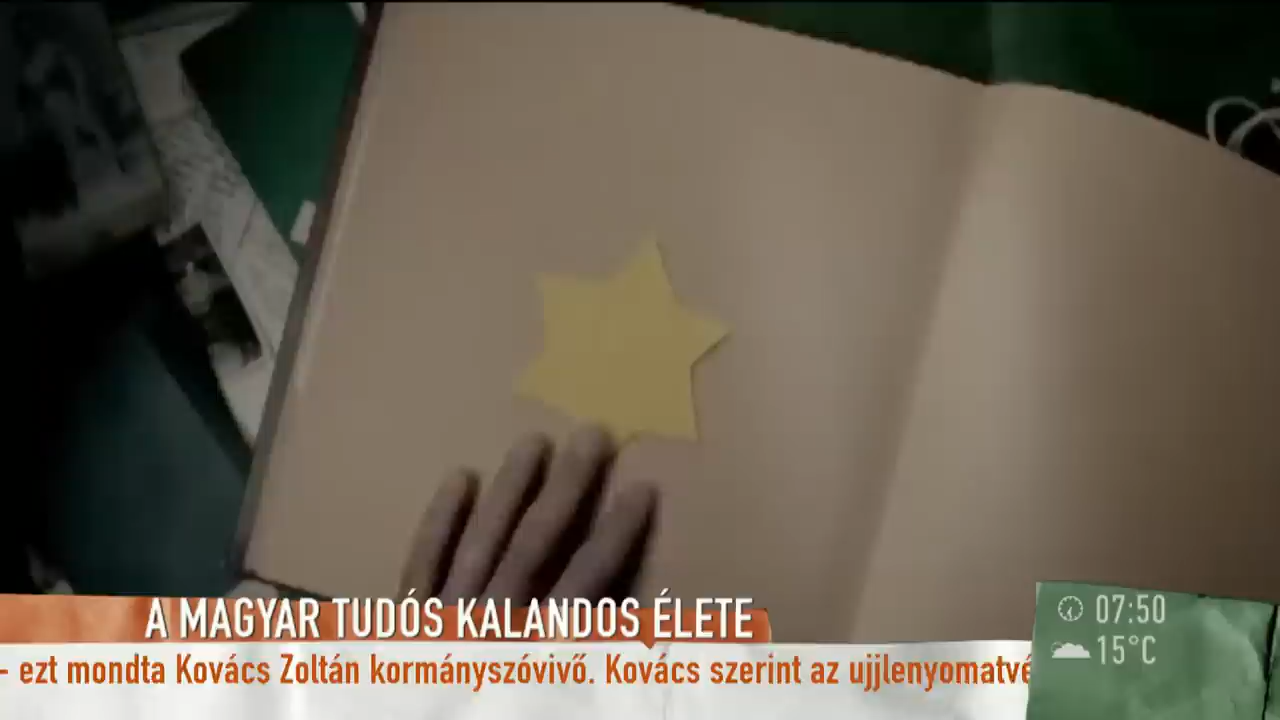 A MAGYAR TUDÓS KALANDOS ÉLETE
- ezt mondta Kovács Zoltán kormányszóvivő. Kovács szerint az ujjlenyomatvé
07:50
15°C